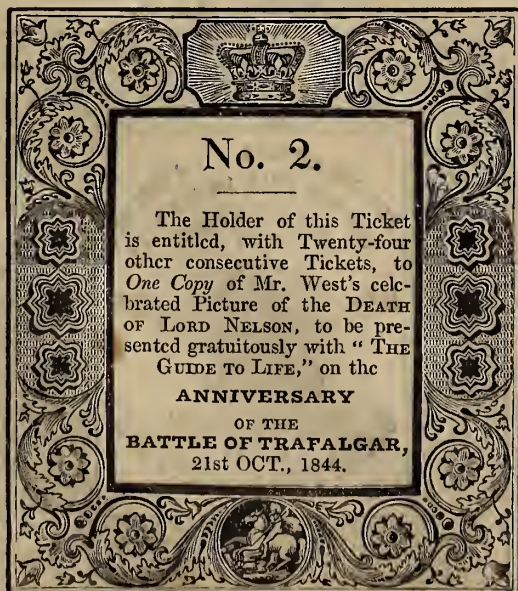 No. 2.
The Holder of this Ticket
is entitled, with Twenty-four
other consecutive Tickets, to
One Copy of Mr. West's cele-
brated Picture of the DEATH
OF LORD NELSON, to be pre-
sented gratuitously with “ THE
GUIDE TO LIFE,” on the
ANNIVERSARY
OF THE
BATTLE OF TRAFALGAR,
21st OCT., 1844.